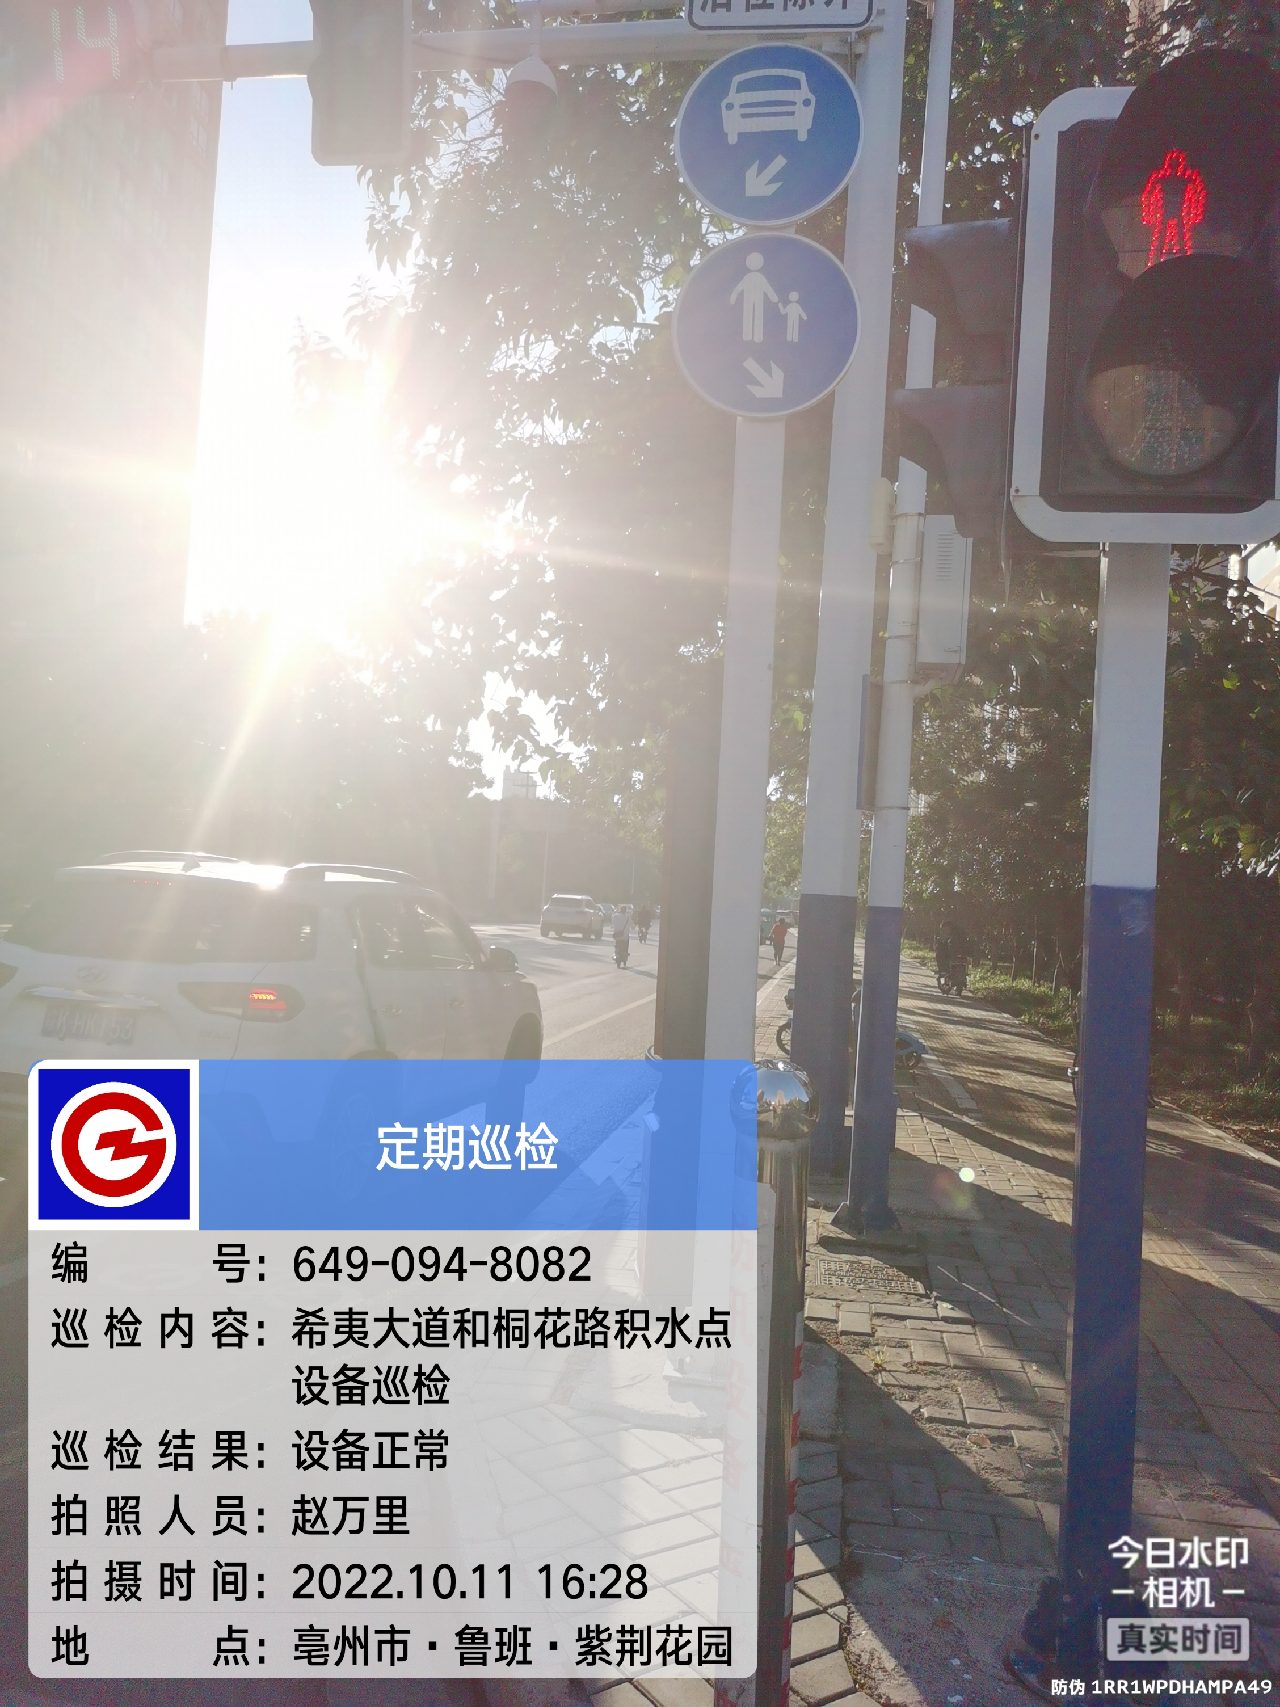 14
定期巡检
编号：649-094-8082
巡检内容：希夷大道和桐花路积水点
设备巡检
巡检结果：设备正常
拍照人员：赵万里
拍摄时间：2022.10.11 16:28
地点：亳州市·鲁班·紫荆花园
今日水印
相机
真实时间
防伪 1RR1WPDHAMPA49